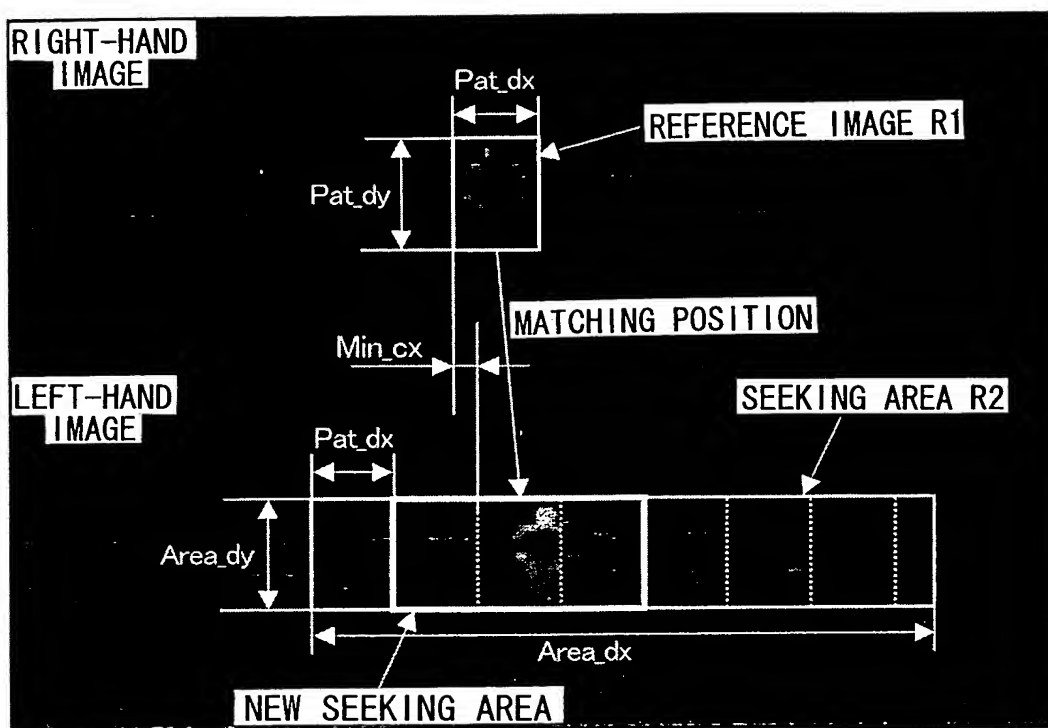 RIGHT-HAND
IMAGE
Pat_dx
REFERENCE IMAGE R1
Pat_dy
MATCHING POSITION
Min_cx
LEFT-HAND
IMAGE
SEEKING AREA R2
Pat_dx
Area_dy
Area_dx
NEW SEEKING AREA